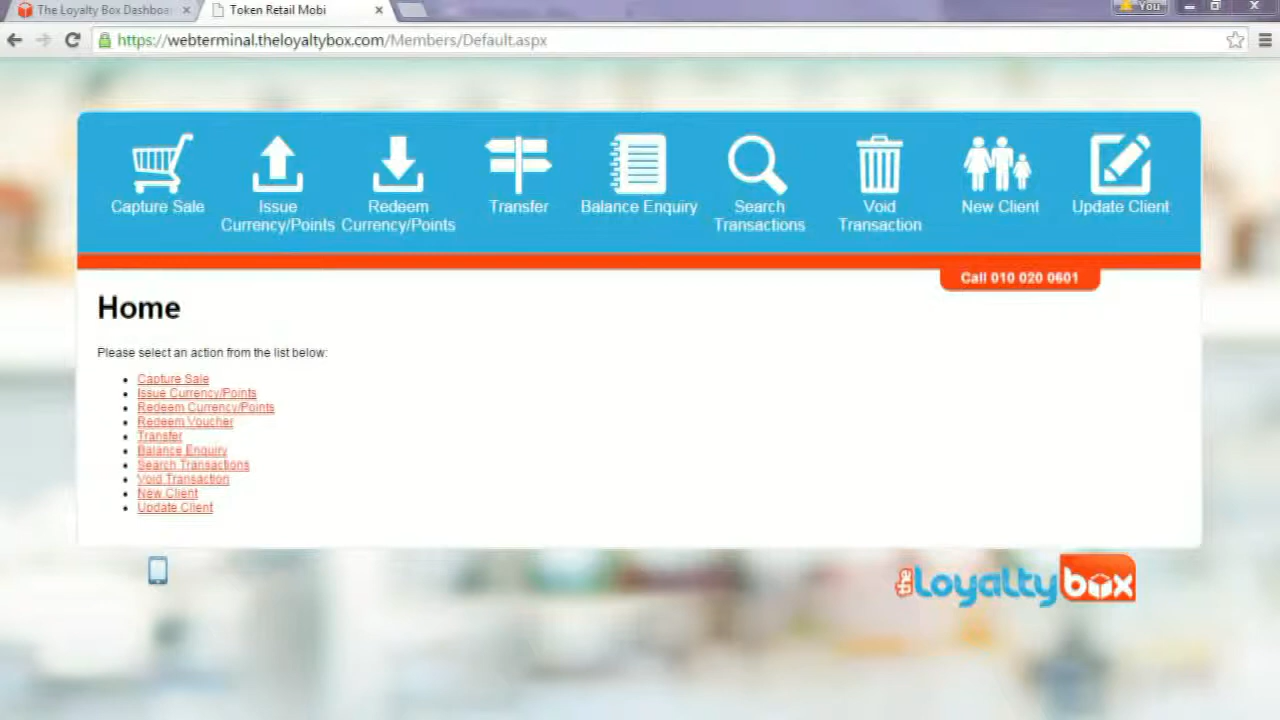 The Loyalty Box Dashboa
Token Retail Mobi
You
https://webterminal.theloyaltybox.com/Members/Default.aspx
Capture Sale
Issue
Currency/Points
Redeem
Currency/Points
Transfer
Balance Enquiry
Search
Transactions
Void
Transaction
New Client
Update Client
Call 010 020 0601
Home
Please select an action from the list below:
Capture Sale
Issue Currency/Points
Redeem Currency/Points
Redeem Voucher
Transfer
Balance Enquiry
Search Transactions
Void Transaction
New Client
Update Client
the Loyalty box